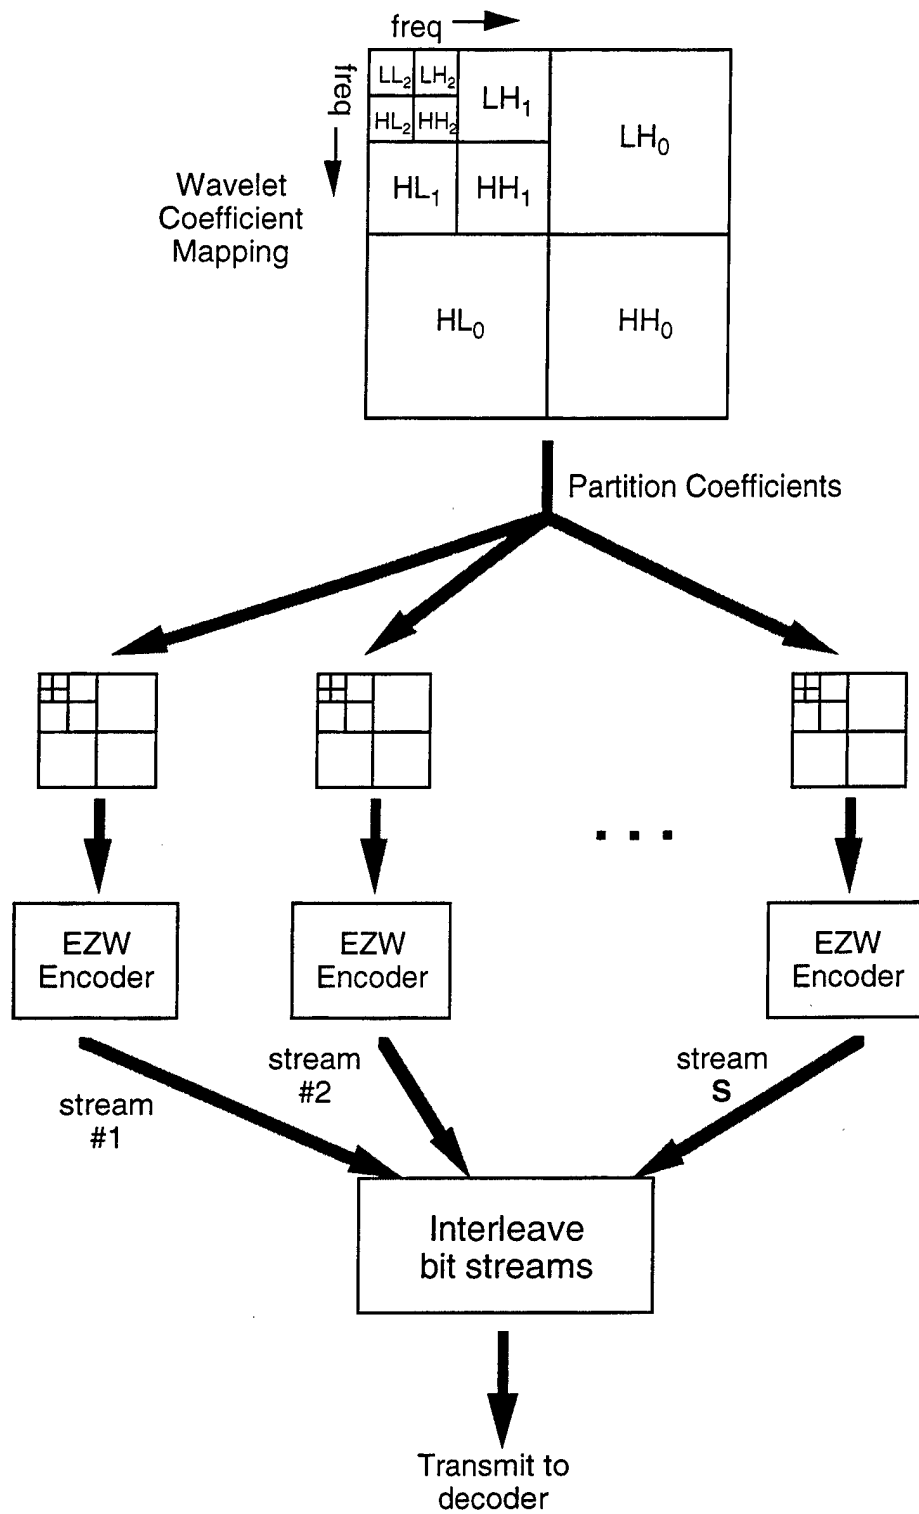 freq
freq
LL₂ LH₂
LH₁
LH₀
HL₂ HH₂
HL₁ HH₁
Wavelet
Coefficient
Mapping
HL₀ HH₀
Partition Coefficients
. . .
EZW
Encoder
EZW
Encoder
EZW
Encoder
stream
#1
stream
#2
stream
S
Interleave
bit streams
Transmit to
decoder